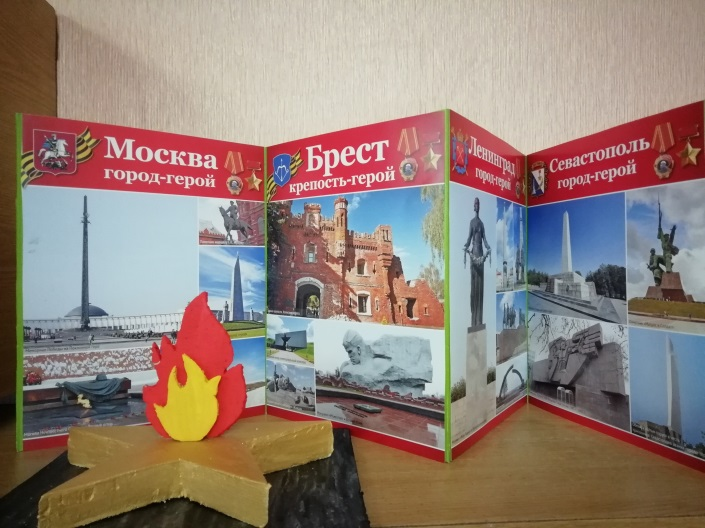 Москва
город-герой
Брест
крепость-герой
Ленинград
город-герой
Севастополь
город-герой